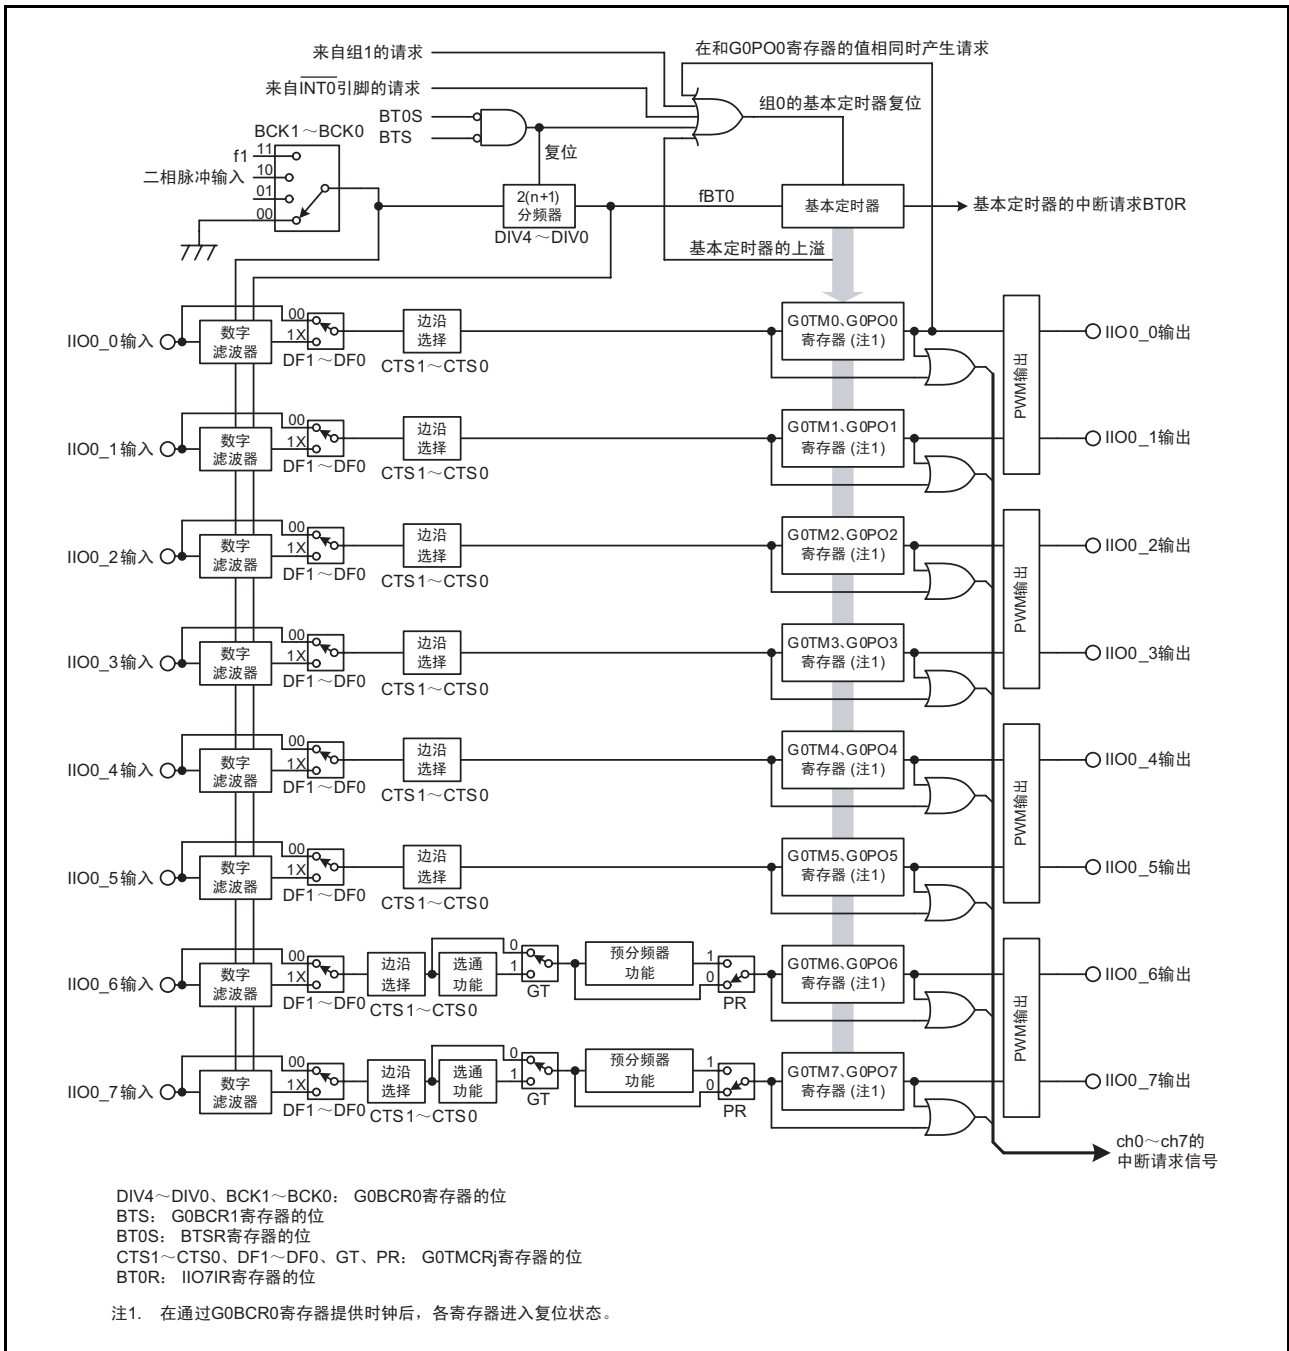 来自组1的请求
在和G0PO0寄存器的值相同时产生请求
来自INT0引脚的请求
组0的基本定时器复位
BT0S
BTS
BCK1～BCK0
复位
f1
11
二相脉冲输入
10
01
00
2(n+1)
分频器
DIV4～DIV0
fBT0
基本定时器
基本定时器的中断请求BT0R
基本定时器的上溢
IIO0_0输入
数字
滤波器
00
1X
DF1～DF0
边沿
选择
CTS1～CTS0
G0TM0、G0PO0
寄存器 (注1)
PWM输出
IIO0_0输出
IIO0_1输入
数字
滤波器
00
1X
DF1～DF0
边沿
选择
CTS1～CTS0
G0TM1、G0PO1
寄存器 (注1)
IIO0_1输出
IIO0_2输入
数字
滤波器
00
1X
DF1～DF0
边沿
选择
CTS1～CTS0
G0TM2、G0PO2
寄存器 (注1)
PWM输出
IIO0_2输出
IIO0_3输入
数字
滤波器
00
1X
DF1～DF0
边沿
选择
CTS1～CTS0
G0TM3、G0PO3
寄存器 (注1)
IIO0_3输出
IIO0_4输入
数字
滤波器
00
1X
DF1～DF0
边沿
选择
CTS1～CTS0
G0TM4、G0PO4
寄存器 (注1)
PWM输出
IIO0_4输出
IIO0_5输入
数字
滤波器
00
1X
DF1～DF0
边沿
选择
CTS1～CTS0
G0TM5、G0PO5
寄存器 (注1)
IIO0_5输出
IIO0_6输入
数字
滤波器
00
1X
DF1～DF0
边沿
选择
CTS1～CTS0
选通
功能
0
1
GT
预分频器
功能
1
0
PR
G0TM6、G0PO6
寄存器 (注1)
PWM输出
IIO0_6输出
IIO0_7输入
数字
滤波器
00
1X
DF1～DF0
边沿
选择
CTS1～CTS0
选通
功能
0
1
GT
预分频器
功能
1
0
PR
G0TM7、G0PO7
寄存器 (注1)
IIO0_7输出
ch0～ch7的
中断请求信号
DIV4～DIV0、BCK1～BCK0： G0BCR0寄存器的位
BTS： G0BCR1寄存器的位
BT0S： BTSR寄存器的位
CTS1～CTS0、DF1～DF0、GT、PR： G0TMCRj寄存器的位
BT0R： IIO7IR寄存器的位
注1. 在通过G0BCR0寄存器提供时钟后，各寄存器进入复位状态。